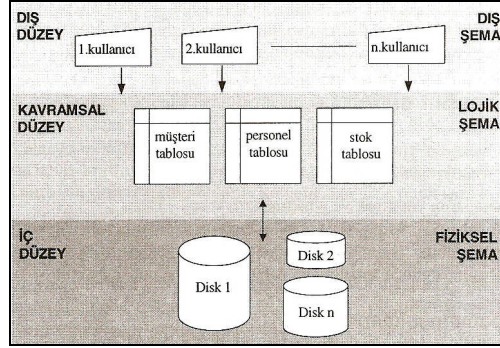 DIŞ
DÜZEY
1.kullanıcı
2.kullanıcı
n.kullanıcı
DIŞ
ŞEMA
KAVRAMSAL
DÜZEY
müşteri
tablosu
personel
tablosu
stok
tablosu
LOJİK
ŞEMA
İÇ
DÜZEY
Disk 1
Disk 2
Disk n
FİZİKSEL
ŞEMA